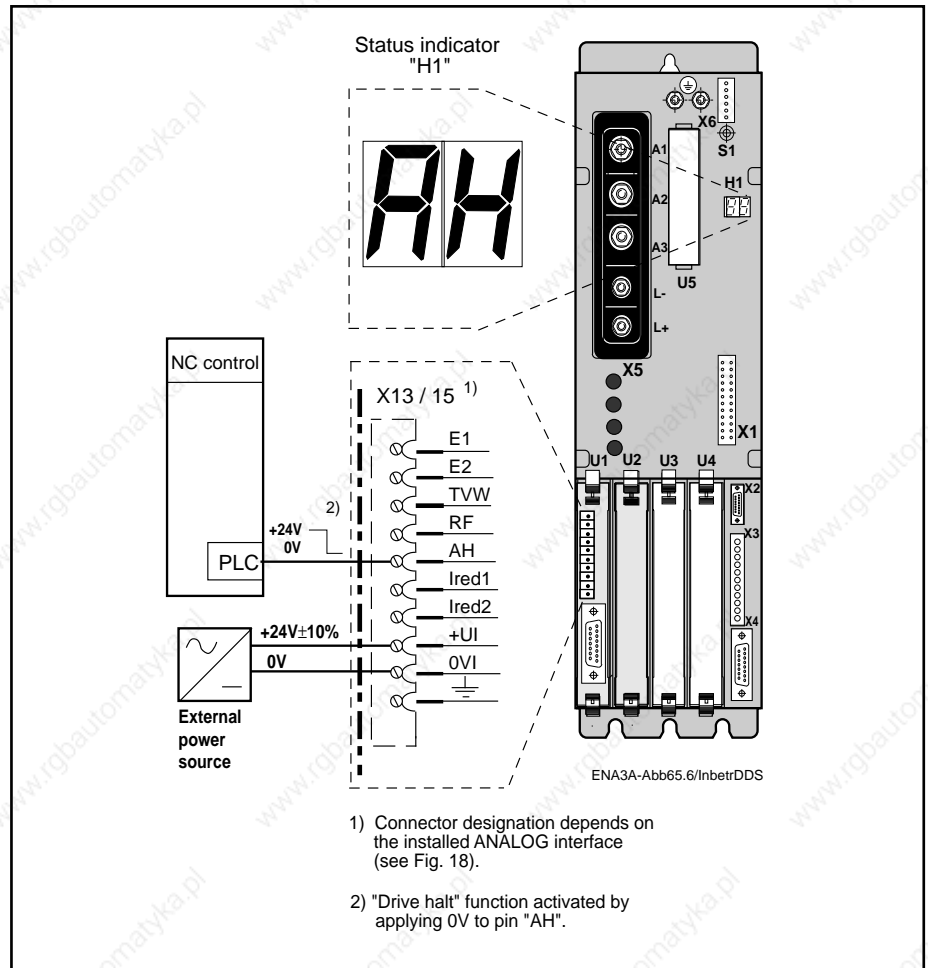 Status indicator
"H1"
AH
X6
S1
A1
H1
A2
A3
U5
L-
L+
X5
X1
NC control
X13 / 15 1)
E1
E2
TVW
RF
AH
Ired1
Ired2
+UI
0VI
2)
+24V
0V
PLC
+24V±10%
0V
External
power
source
U1 U2 U3 U4
X2
X3
X4
ENA3A-Abb65.6/InbetrDDS
1) Connector designation depends on
the installed ANALOG interface
(see Fig. 18).
2) "Drive halt" function activated by
applying 0V to pin "AH".
www.rgbautomatyka.pl